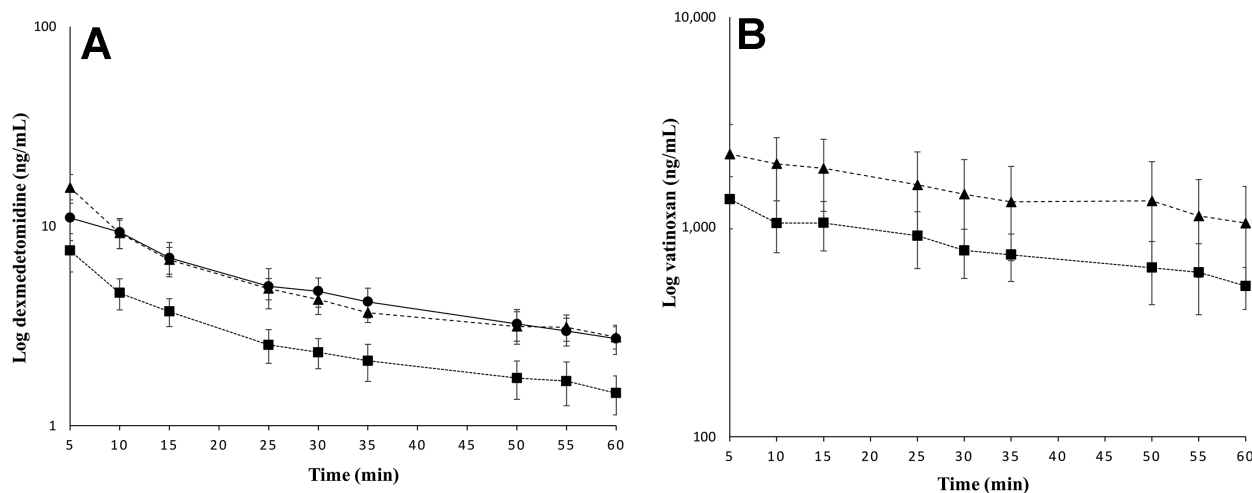 A
100
10
1
Log dexmedetomidine (ng/mL)
5 10 15 20 25 30 35 40 45 50 55 60
Time (min)
B
10,000
1,000
100
Log vatinoxan (ng/mL)
5 10 15 20 25 30 35 40 45 50 55 60
Time (min)